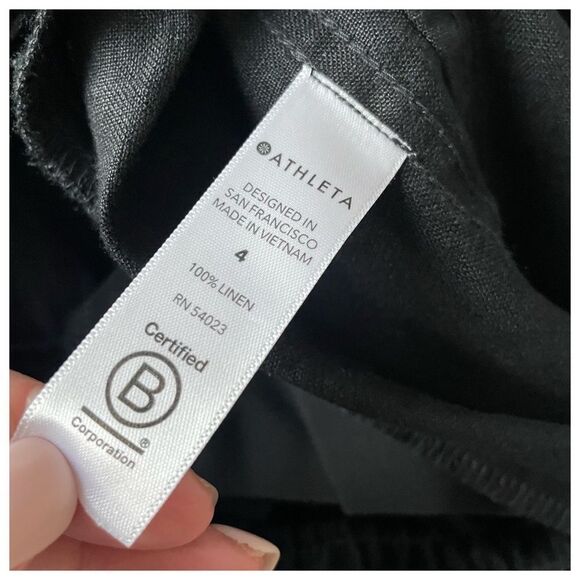 ATHLETA
DESIGNED IN
SAN FRANCISCO
MADE IN VIETNAM
4
100% LINEN
RN 54023
Certified
B
®
Corporation